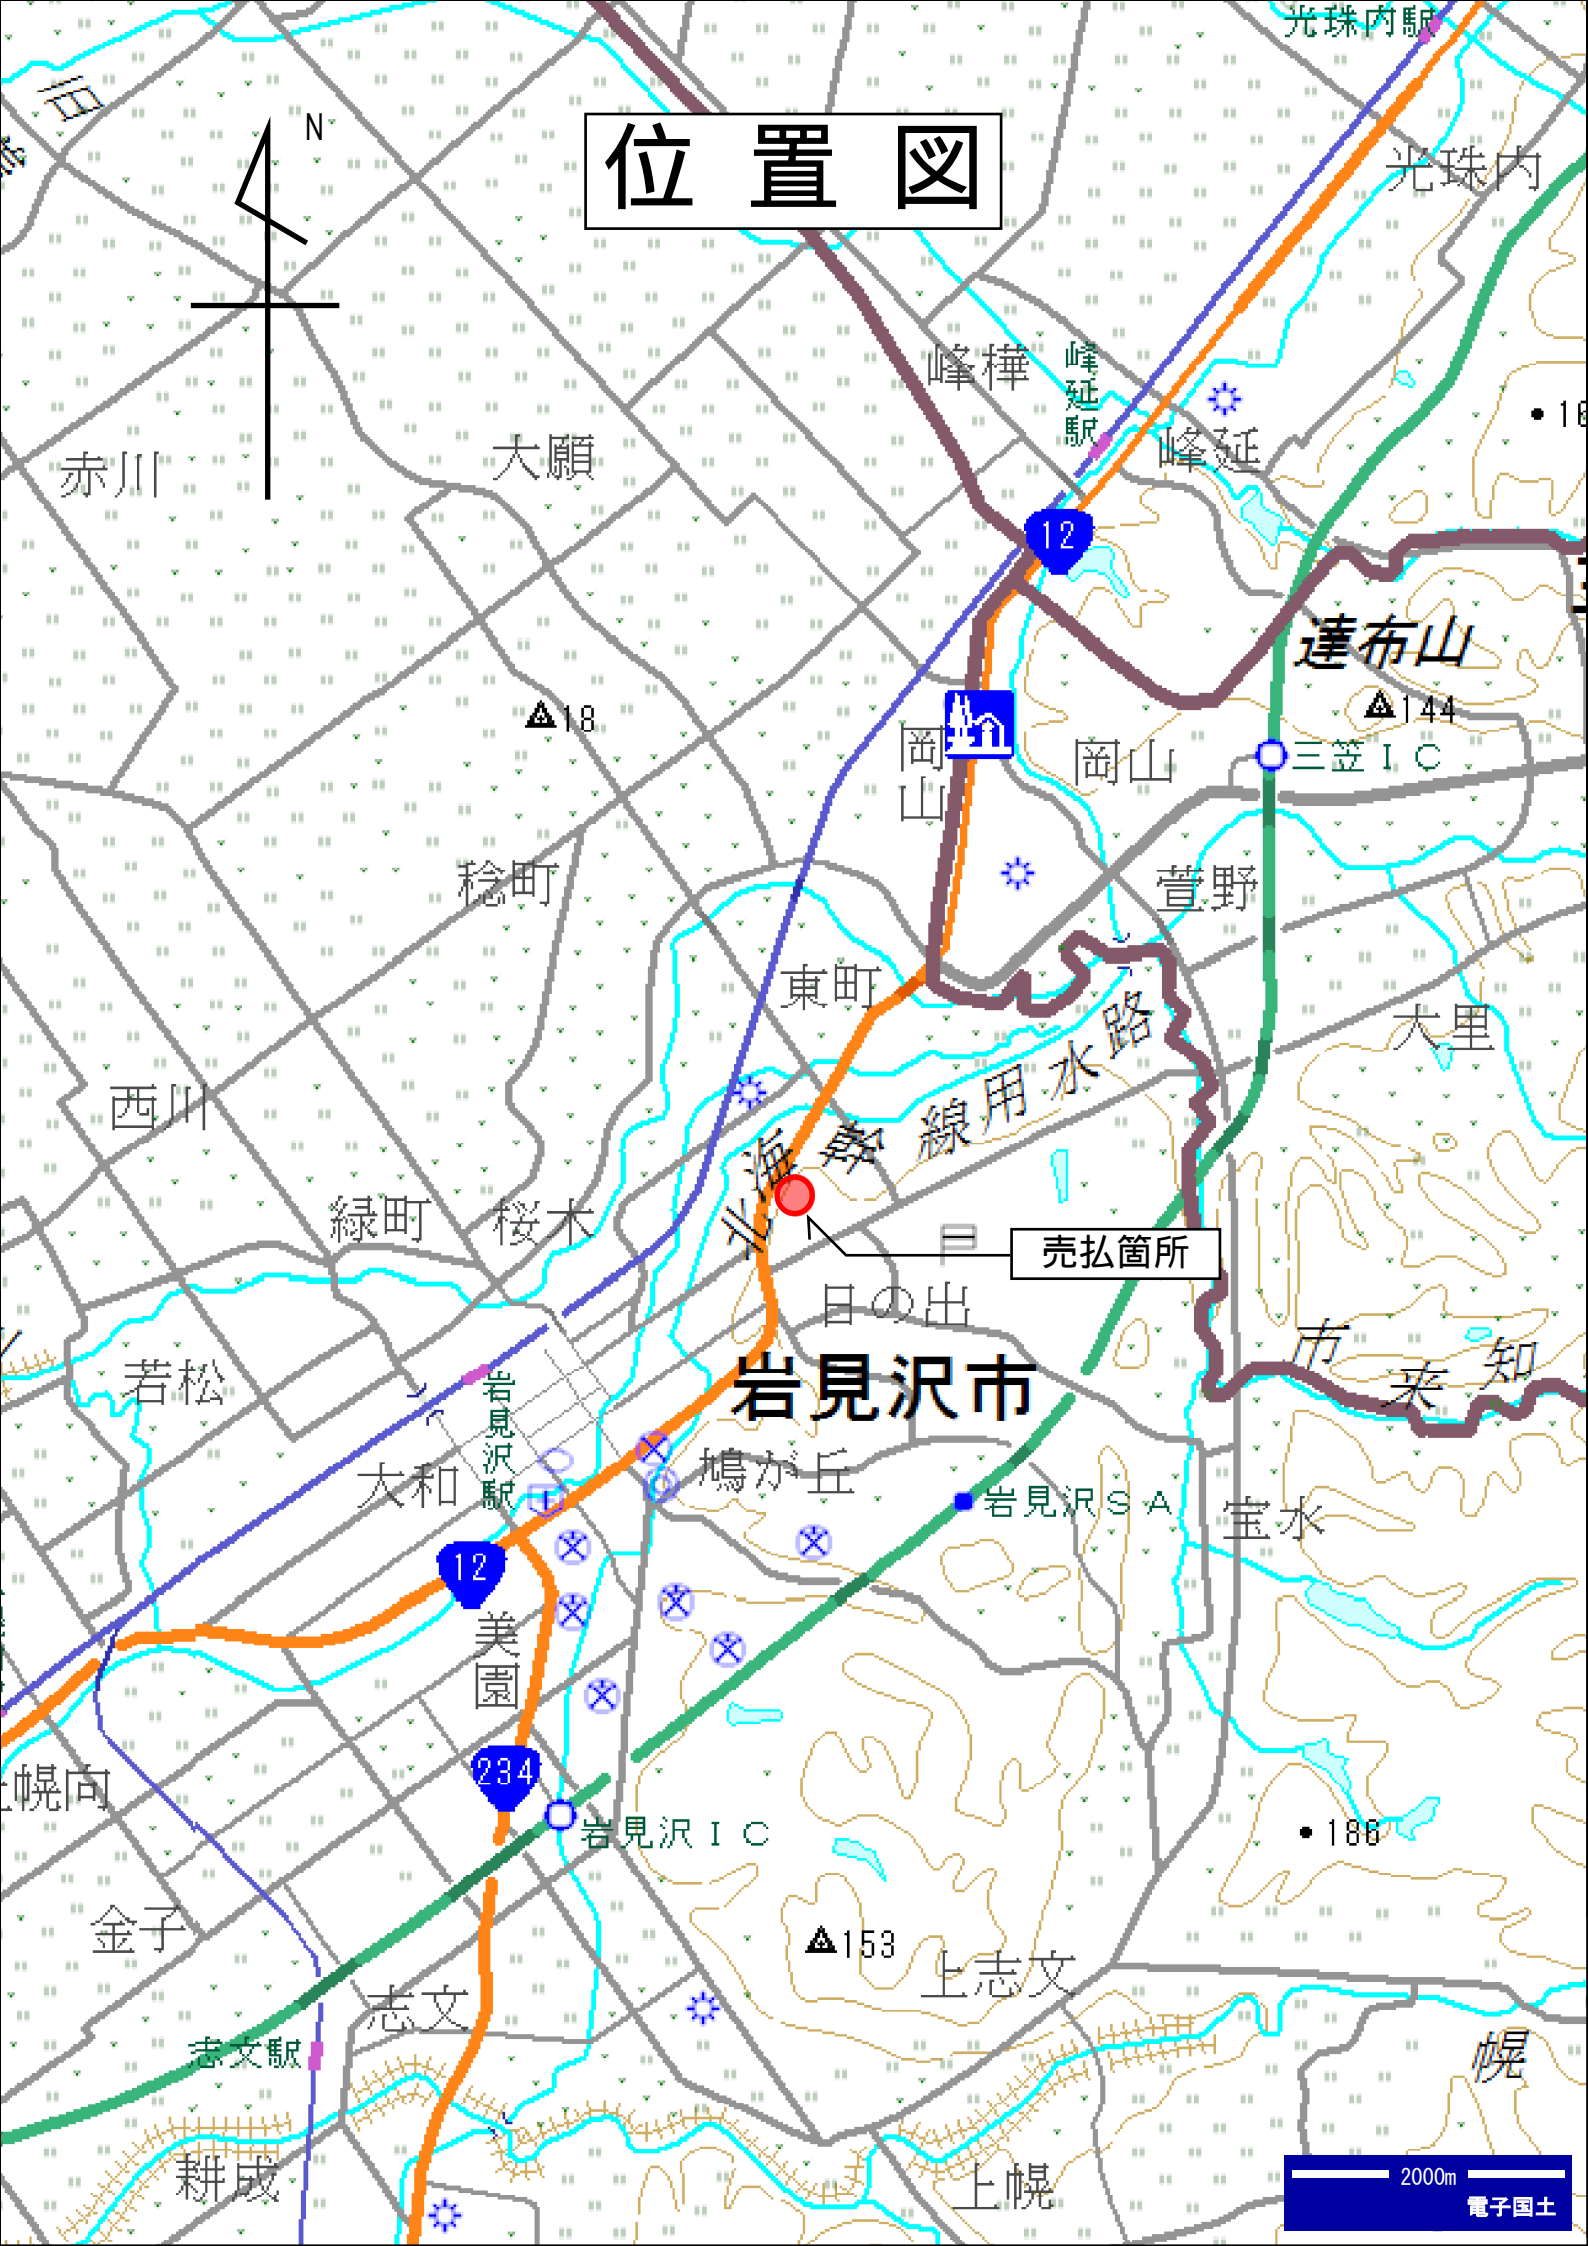 光珠内駅
旧
N
位置図
光珠内
峰樺
峰延駅
峰延
16
大願
赤川
12
達布山
18
144
岡山
岡山
三笠IC
稔町
萱野
東町
大里
北海幹線用水路
西川
緑町
桜木
売払箇所
日の出
市来知
若松
岩見沢市
岩見沢駅
大和
鳩が丘
岩見沢SA
宝水
12
美園
234
幌向
岩見沢IC
186
金子
153
上志文
志文
志文駅
幌
耕成
上幌
2000m
電子国土